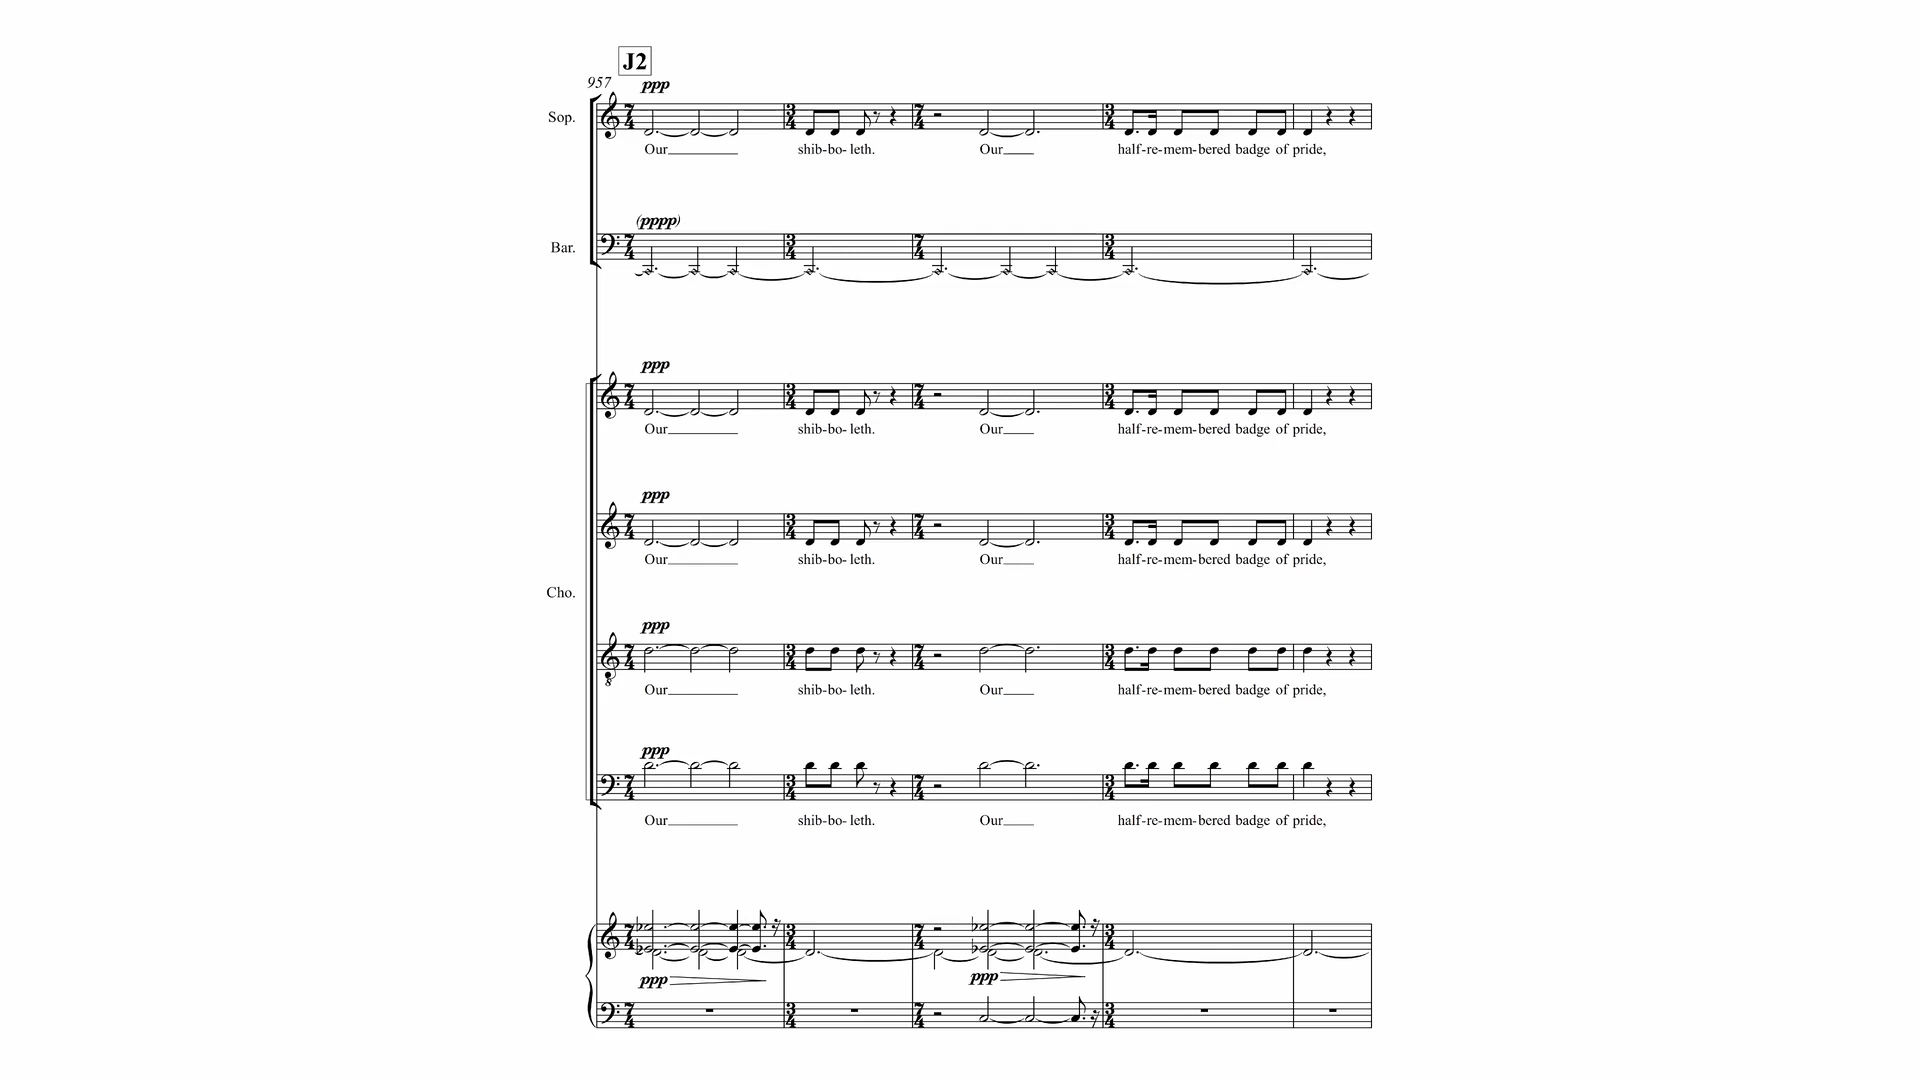 J2
957
ppp
Sop.
Our shib-bo-leth. Our half-re-mem-bered badge of pride,
(pppp)
Bar.
ppp
Our shib-bo-leth. Our half-re-mem-bered badge of pride,
ppp
Our shib-bo-leth. Our half-re-mem-bered badge of pride,
Cho.
ppp
Our shib-bo-leth. Our half-re-mem-bered badge of pride,
ppp
Our shib-bo-leth. Our half-re-mem-bered badge of pride,
ppp ppp